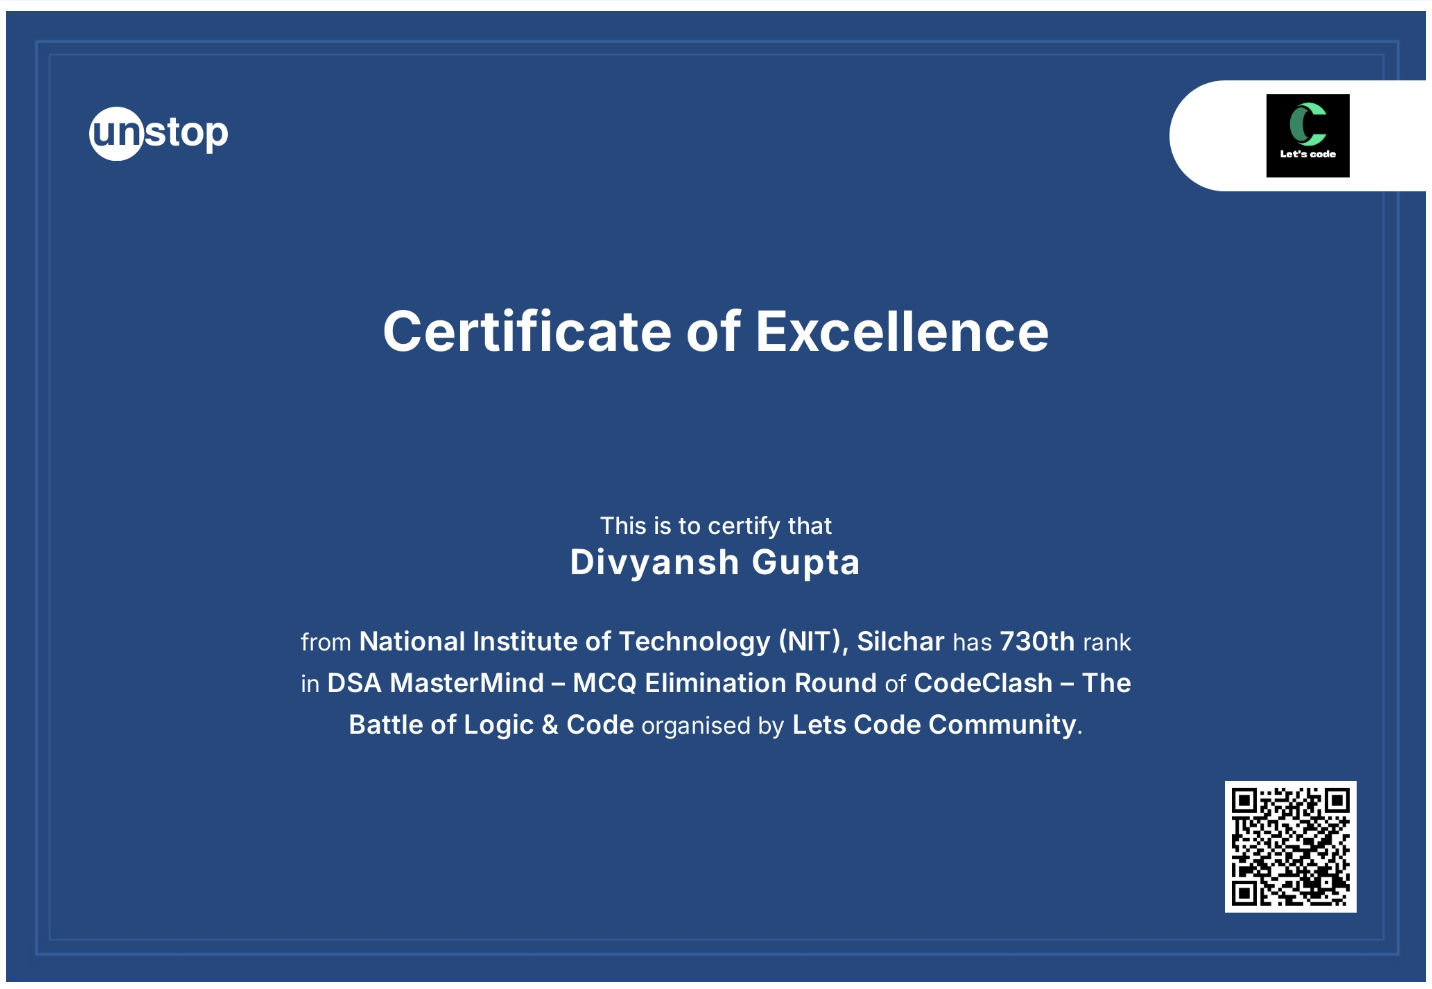 unstop
Let's code
Certificate of Excellence
This is to certify that
Divyansh Gupta
from National Institute of Technology (NIT), Silchar has 730th rank
in DSA MasterMind – MCQ Elimination Round of CodeClash – The
Battle of Logic & Code organised by Lets Code Community.